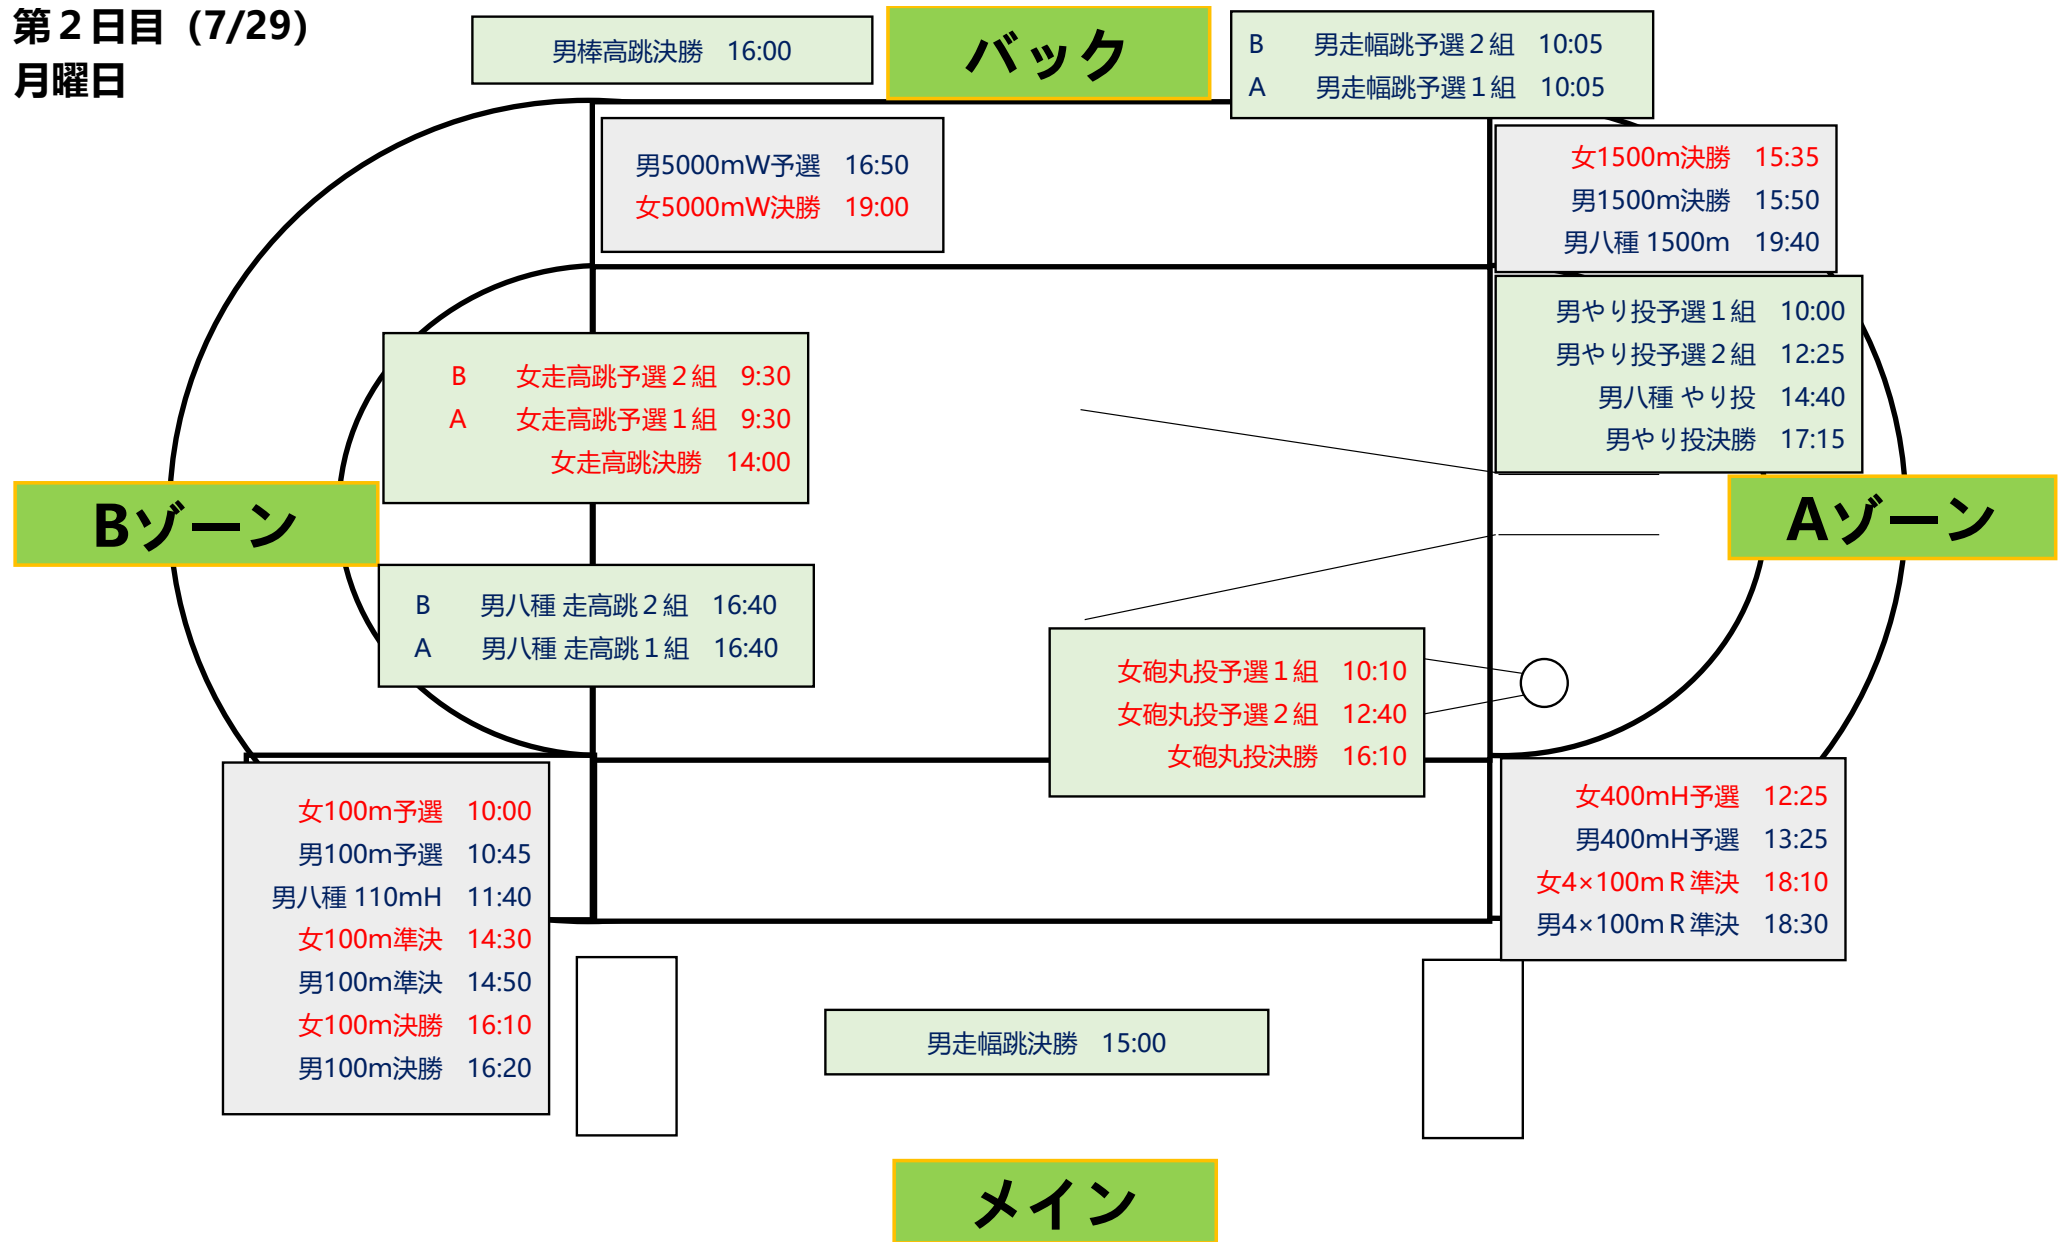 第２日目 (7/29)
月曜日
男棒高跳決勝 16:00
バック
B 男走幅跳予選２組 10:05
A 男走幅跳予選１組 10:05
男5000mW予選 16:50
女5000mW決勝 19:00
女1500m決勝 15:35
男1500m決勝 15:50
男八種 1500m 19:40
男やり投予選１組 10:00
男やり投予選２組 12:25
男八種 やり投 14:40
男やり投決勝 17:15
B 女走高跳予選２組 9:30
A 女走高跳予選１組 9:30
女走高跳決勝 14:00
Bゾーン
Aゾーン
B 男八種 走高跳２組 16:40
A 男八種 走高跳１組 16:40
女砲丸投予選１組 10:10
女砲丸投予選２組 12:40
女砲丸投決勝 16:10
女100m予選 10:00
男100m予選 10:45
男八種 110mH 11:40
女100m準決 14:30
男100m準決 14:50
女100m決勝 16:10
男100m決勝 16:20
女400mH予選 12:25
男400mH予選 13:25
女4×100mＲ準決 18:10
男4×100mＲ準決 18:30
男走幅跳決勝 15:00
メイン